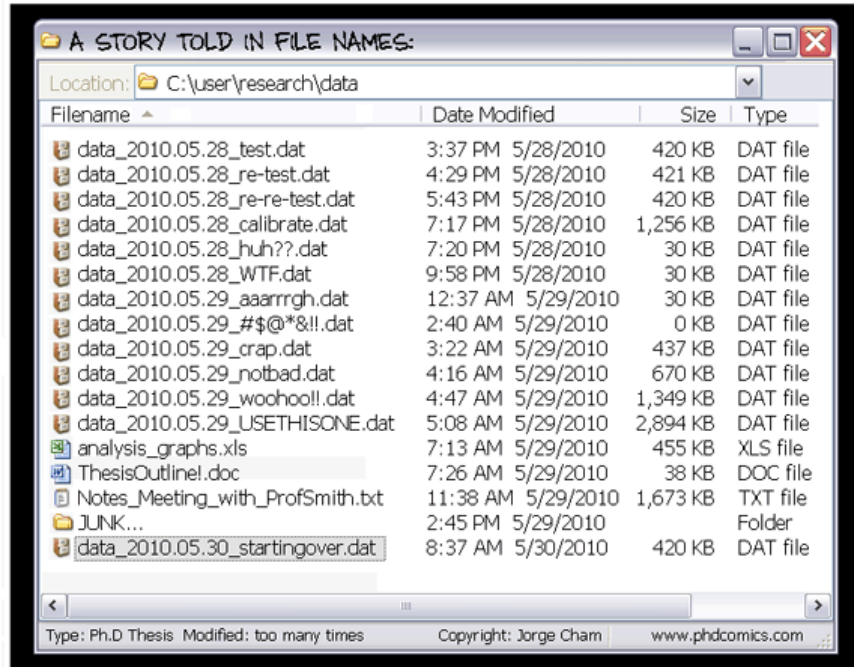 A STORY TOLD IN FILE NAMES:
Location: C:\user\research\data
Filename Date Modified Size Type
data_2010.05.28_test.dat 3:37 PM 5/28/2010 420 KB DAT file
data_2010.05.28_re-test.dat 4:29 PM 5/28/2010 421 KB DAT file
data_2010.05.28_re-re-test.dat 5:43 PM 5/28/2010 420 KB DAT file
data_2010.05.28_calibrate.dat 7:17 PM 5/28/2010 1,256 KB DAT file
data_2010.05.28_huh??.dat 7:20 PM 5/28/2010 30 KB DAT file
data_2010.05.28_WTF.dat 9:58 PM 5/28/2010 30 KB DAT file
data_2010.05.29_aaarrrgh.dat 12:37 AM 5/29/2010 30 KB DAT file
data_2010.05.29_#$@*&!!.dat 2:40 AM 5/29/2010 0 KB DAT file
data_2010.05.29_crap.dat 3:22 AM 5/29/2010 437 KB DAT file
data_2010.05.29_notbad.dat 4:16 AM 5/29/2010 670 KB DAT file
data_2010.05.29_woohoo!!.dat 4:47 AM 5/29/2010 1,349 KB DAT file
data_2010.05.29_USETHISONE.dat 5:08 AM 5/29/2010 2,894 KB DAT file
analysis_graphs.xls 7:13 AM 5/29/2010 455 KB XLS file
ThesisOutline!.doc 7:26 AM 5/29/2010 38 KB DOC file
Notes_Meeting_with_ProfSmith.txt 11:38 AM 5/29/2010 1,673 KB TXT file
JUNK... 2:45 PM 5/29/2010 Folder
data_2010.05.30_startingover.dat 8:37 AM 5/30/2010 420 KB DAT file
Type: Ph.D Thesis Modified: too many times Copyright: Jorge Cham www.phdcomics.com